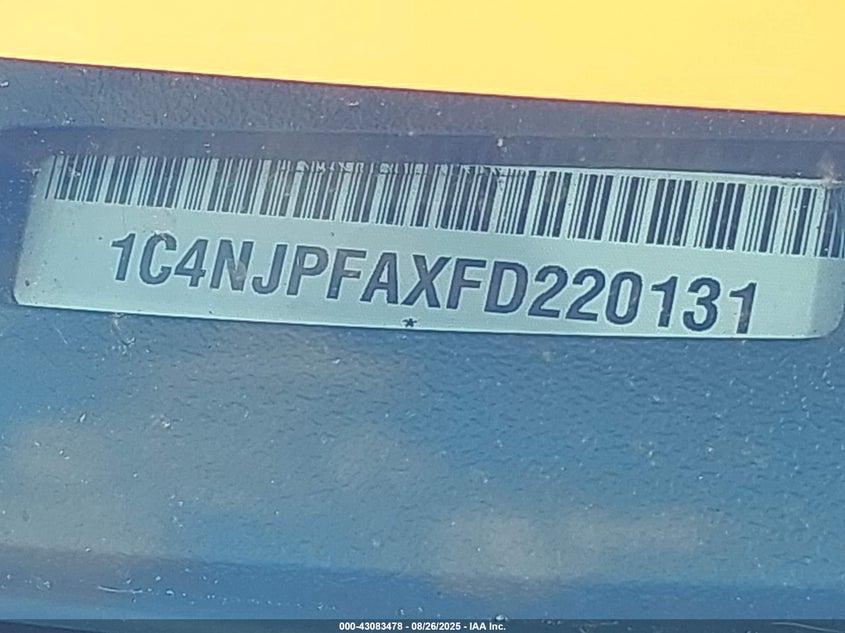 1C4NJPFAXFD220131
*
000-43083478 - 08/26/2025 - IAA Inc.